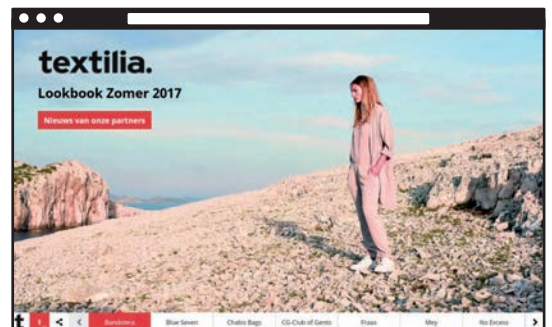 textilia.
Lookbook Zomer 2017
Nieuws van onze partners
t Bandolera Blue Seven Chabo Bags CG-Club of Gents Fraas Mey No Excess